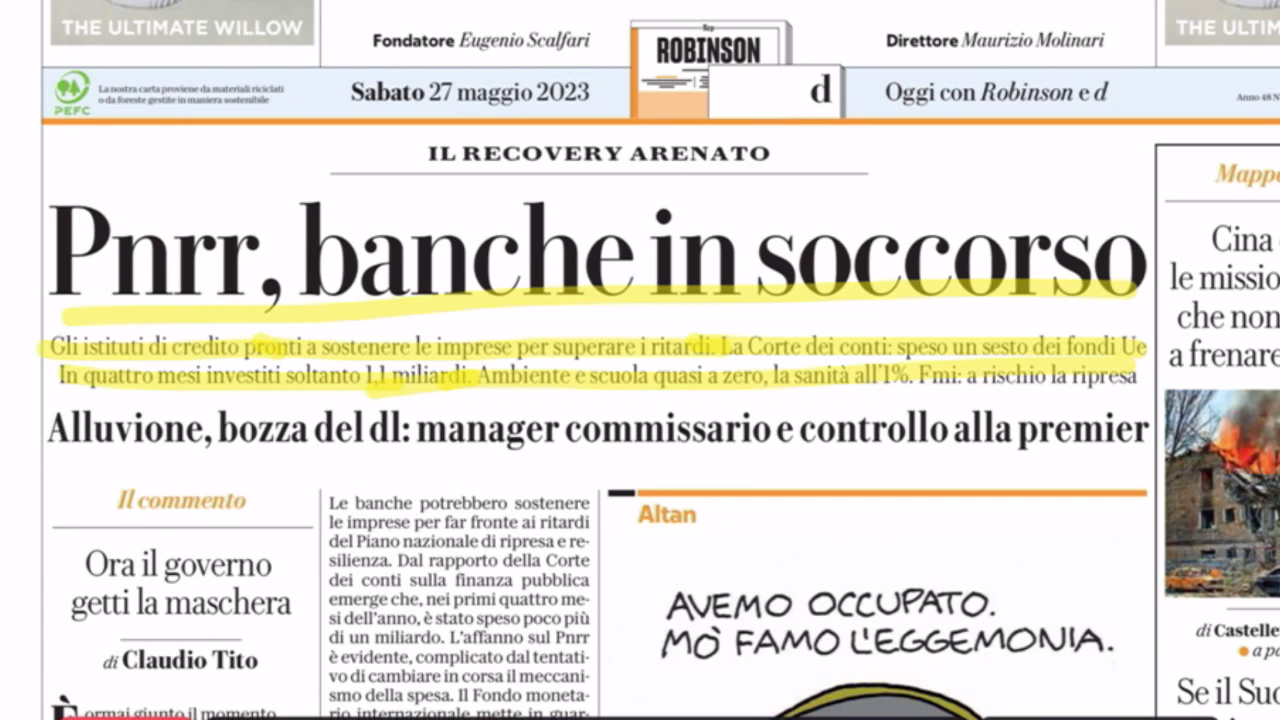 THE ULTIMATE WILLOW
Fondatore Eugenio Scalfari
ROBINSON
Direttore Maurizio Molinari
THE ULTIM
PEFC
La nostra carta proviene da materiali riciclati
o da foreste gestite in maniera sostenibile
Sabato 27 maggio 2023
d
Oggi con Robinson e d
Anno 48 N
IL RECOVERY ARENATO
Pnrr, banche in soccorso
Gli istituti di credito pronti a sostenere le imprese per superare i ritardi. La Corte dei conti: speso un sesto dei fondi Ue
In quattro mesi investiti soltanto 1,1 miliardi. Ambiente e scuola quasi a zero, la sanità all'1%. Fmi: a rischio la ripresa
Alluvione, bozza del dl: manager commissario e controllo alla premier
Il commento
Ora il governo
getti la maschera
di Claudio Tito
È ormai giunto il momento
Le banche potrebbero sostenere
le imprese per far fronte ai ritardi
del Piano nazionale di ripresa e re-
silienza. Dal rapporto della Corte
dei conti sulla finanza pubblica
emerge che, nei primi quattro me-
si dell'anno, è stato speso poco più
di un miliardo. L'affanno sul Pnrr
è evidente, complicato dal tentati-
vo di cambiare in corsa il meccani-
smo della spesa. Il Fondo moneta-
rio internazionale mette in guar-
Altan
AVEMO OCCUPATO.
MÒ FAMO L'EGGEMONIA.
Mappe
Cina
le missio
che non
a frenare
di Castelle
a pa
Se il Sud